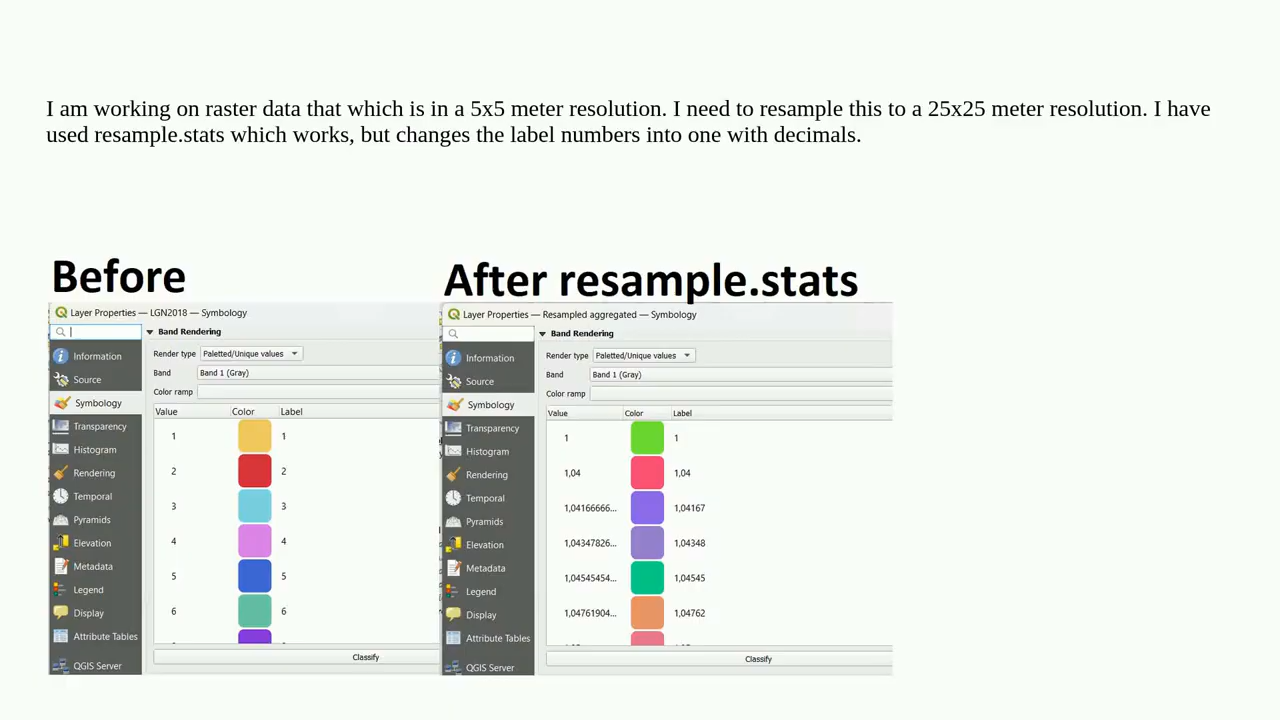 I am working on raster data that which is in a 5x5 meter resolution. I need to resample this to a 25x25 meter resolution. I have
used resample.stats which works, but changes the label numbers into one with decimals.
Before
Layer Properties — LGN2018 — Symbology
Information
Source
Symbology
Transparency
Histogram
Rendering
Temporal
Pyramids
Elevation
Metadata
Legend
Display
Attribute Tables
QGIS Server
Band Rendering
Render type Paletted/Unique values
Band Band 1 (Gray)
Color ramp
Value Color Label
1 1
2 2
3 3
4 4
5 5
6 6
Classify
After resample.stats
Layer Properties — Resampled aggregated — Symbology
Information
Source
Symbology
Transparency
Histogram
Rendering
Temporal
Pyramids
Elevation
Metadata
Legend
Display
Attribute Tables
QGIS Server
Band Rendering
Render type Paletted/Unique values
Band Band 1 (Gray)
Color ramp
Value Color Label
1 1
1,04 1,04
1,04166666... 1,04167
1,04347826... 1,04348
1,04545454... 1,04545
1,04761904... 1,04762
Classify